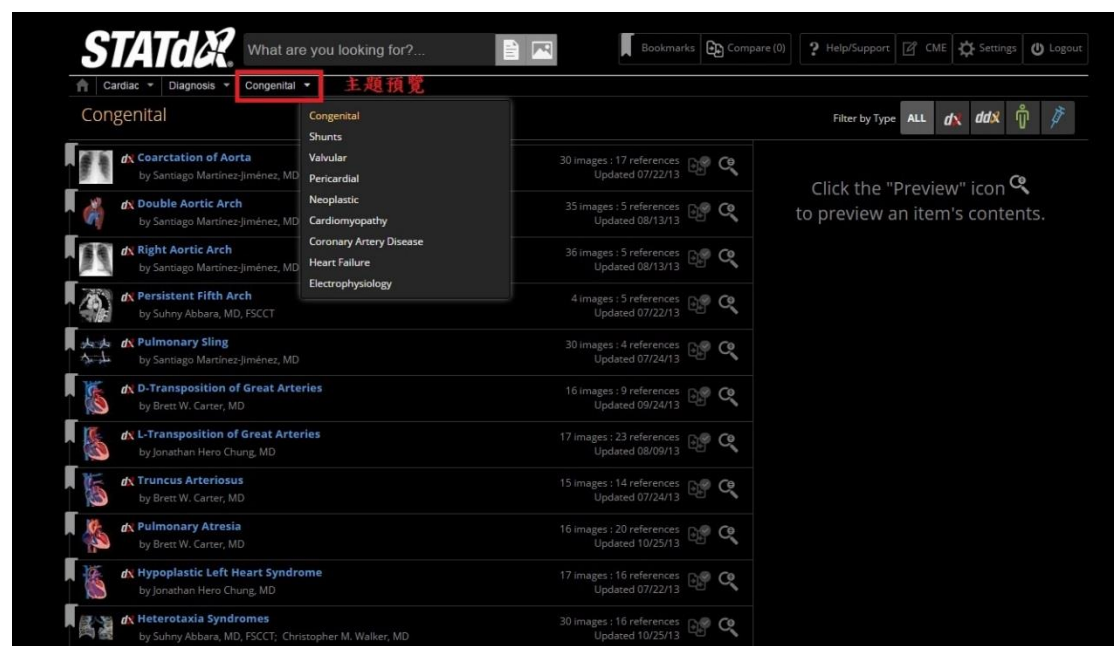 STATdx.
What are you looking for?...
Bookmarks
Compare (0)
? Help/Support
CME
Settings
Logout
Cardiac
Diagnosis
Congenital
主題預覽
Congenital
Filter by Type
ALL
dx
ddx
Congenital
Shunts
Valvular
Pericardial
Neoplastic
Cardiomyopathy
Coronary Artery Disease
Heart Failure
Electrophysiology
Click the "Preview" icon
to preview an item's contents.
dx Coarctation of Aorta
by Santiago Martínez-Jiménez, MD
30 images : 17 references
Updated 07/22/13
dx Double Aortic Arch
by Santiago Martínez-Jiménez, MD
35 images : 5 references
Updated 08/13/13
dx Right Aortic Arch
by Santiago Martínez-Jiménez, MD
36 images : 5 references
Updated 08/13/13
dx Persistent Fifth Arch
by Suhny Abbara, MD, FSCCT
4 images : 5 references
Updated 07/22/13
dx Pulmonary Sling
by Santiago Martínez-Jiménez, MD
30 images : 4 references
Updated 07/24/13
dx D-Transposition of Great Arteries
by Brett W. Carter, MD
16 images : 9 references
Updated 09/24/13
dx L-Transposition of Great Arteries
by Jonathan Hero Chung, MD
17 images : 23 references
Updated 08/09/13
dx Truncus Arteriosus
by Brett W. Carter, MD
15 images : 14 references
Updated 07/24/13
dx Pulmonary Atresia
by Brett W. Carter, MD
16 images : 20 references
Updated 10/25/13
dx Hypoplastic Left Heart Syndrome
by Jonathan Hero Chung, MD
17 images : 16 references
Updated 07/22/13
dx Heterotaxia Syndromes
by Suhny Abbara, MD, FSCCT; Christopher M. Walker, MD
30 images : 16 references
Updated 10/25/13